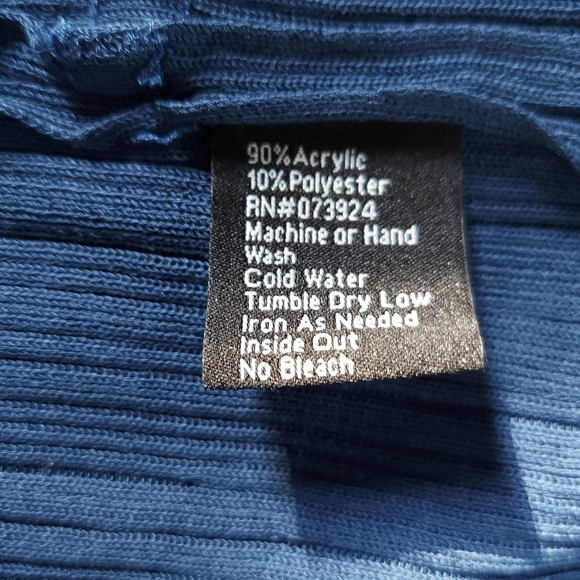 90%Acrylic
10%Polyester
RN#073924
Machine or Hand
Wash
Cold Water
Tumble Dry Low
Iron As Needed
Inside Out
No Bleach